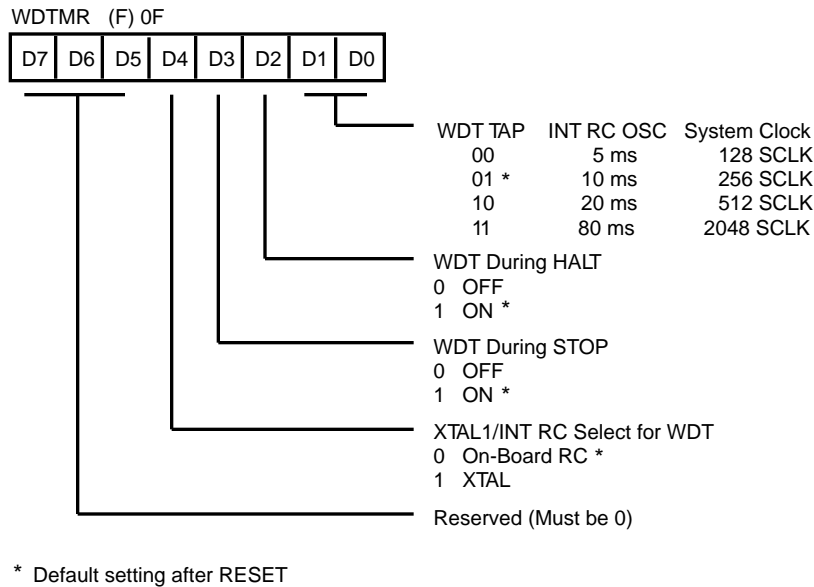 WDTMR (F) 0F
D7 D6 D5 D4 D3 D2 D1 D0
WDT TAP INT RC OSC System Clock
00 5 ms 128 SCLK
01 * 10 ms 256 SCLK
10 20 ms 512 SCLK
11 80 ms 2048 SCLK
WDT During HALT
0 OFF
1 ON *
WDT During STOP
0 OFF
1 ON *
XTAL1/INT RC Select for WDT
0 On-Board RC *
1 XTAL
Reserved (Must be 0)
* Default setting after RESET